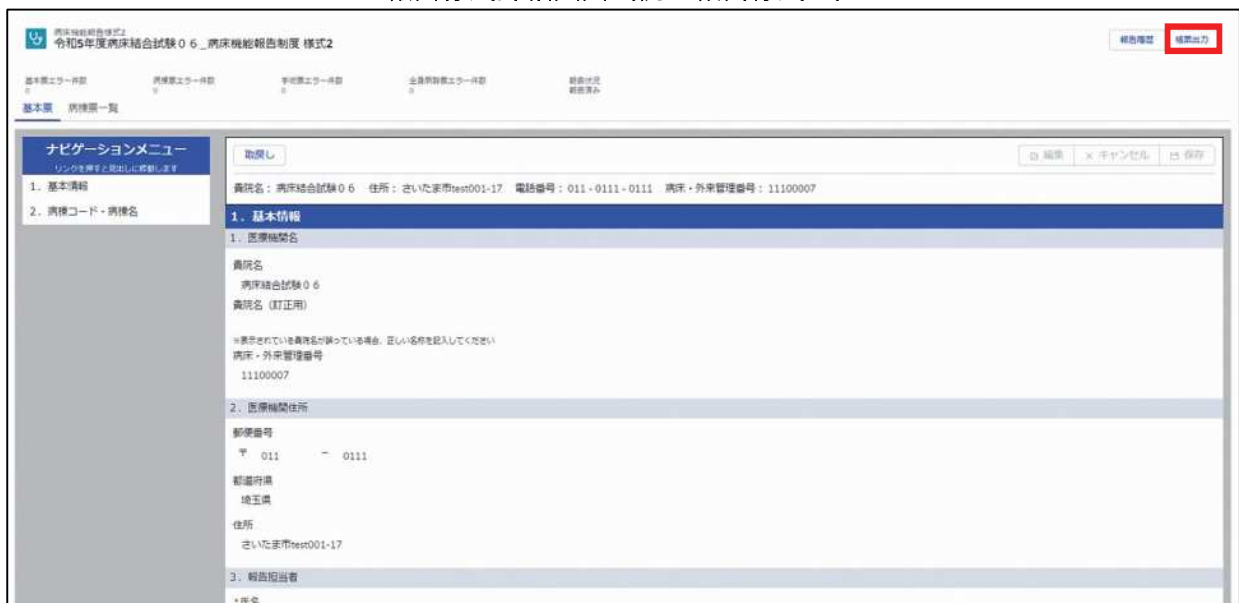 病床機能報告様式2
令和5年度病床結合試験06_病床機能報告制度 様式2
報告履歴 帳票出力
基本票エラー件数 病棟票エラー件数 手術票エラー件数 全身麻酔票エラー件数 報告状況
0 0 0 0 報告済み
基本票 病棟票一覧
ナビゲーションメニュー
リンクを押すと見出しに移動します
1. 基本情報
2. 病棟コード・病棟名
取戻し
編集 × キャンセル 保存
貴院名：病床結合試験06 住所：さいたま市test001-17 電話番号：011-0111-0111 病床・外来管理番号：11100007
1. 基本情報
1. 医療機関名
貴院名
病床結合試験06
貴院名（訂正用）
※表示されている貴院名が誤っている場合、正しい名称を記入してください
病床・外来管理番号
11100007
2. 医療機関住所
郵便番号
〒 011 - 0111
都道府県
埼玉県
住所
さいたま市test001-17
3. 報告担当者